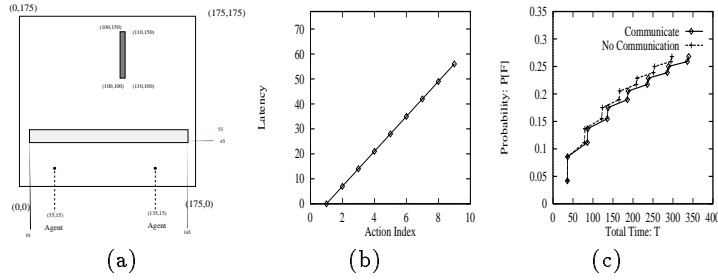 (0,175)
(175,175)
(100,150)
(110,150)
(100,100)
(110,100)
55
45
(0,0)
(175,0)
(35,15)
(135,15)
Agent
Agent
10
165
(a)
Latency
70
60
50
40
30
20
10
0
0 2 4 6 8 10
Action Index
(b)
Probability: P[F]
0.35
0.3
0.25
0.2
0.15
0.1
0.05
0
Communicate
No Communication
0 50 100 150 200 250 300 350 400
Total Time: T
(c)